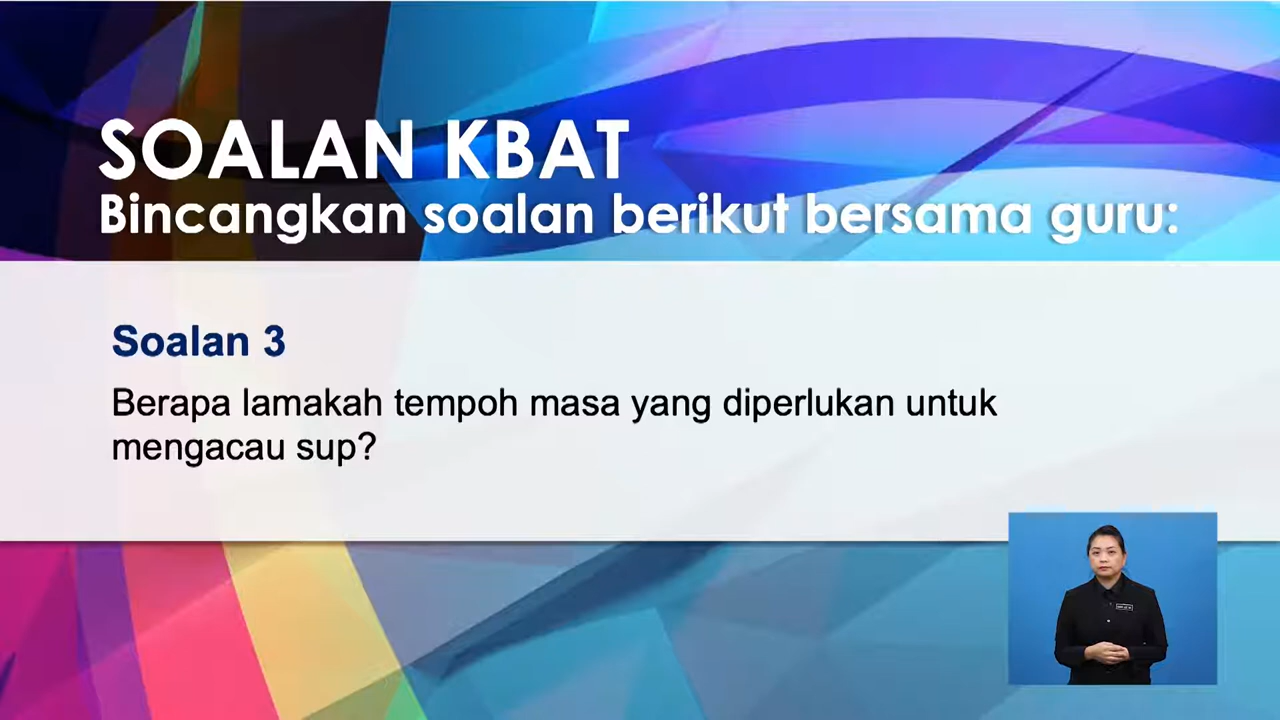 SOALAN KBAT
Bincangkan soalan berikut bersama guru:
Soalan 3
Berapa lamakah tempoh masa yang diperlukan untuk
mengacau sup?